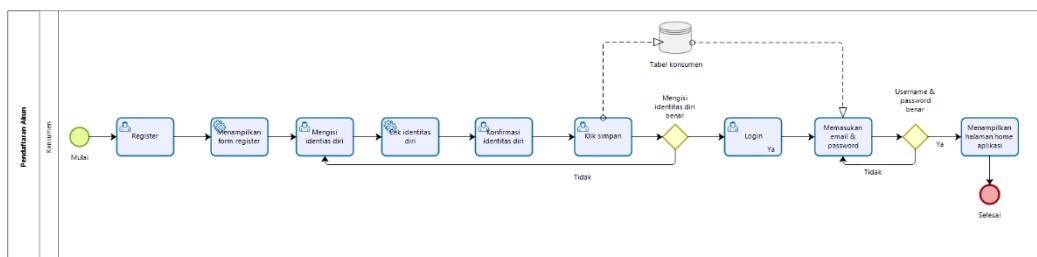 Pendaftaran Akun
Konsumen
Mulai
Register
Menampilkan
form register
Mengisi
identias diri
Cek identitas
diri
Konfirmasi
identitas diri
Klik simpan
Tabel konsumen
Mengisi
identitas diri
benar
Tidak
Login
Ya
Memasukan
email &
password
Username &
password
benar
Tidak
Ya
Menampilkan
halaman home
aplikasi
Selesai